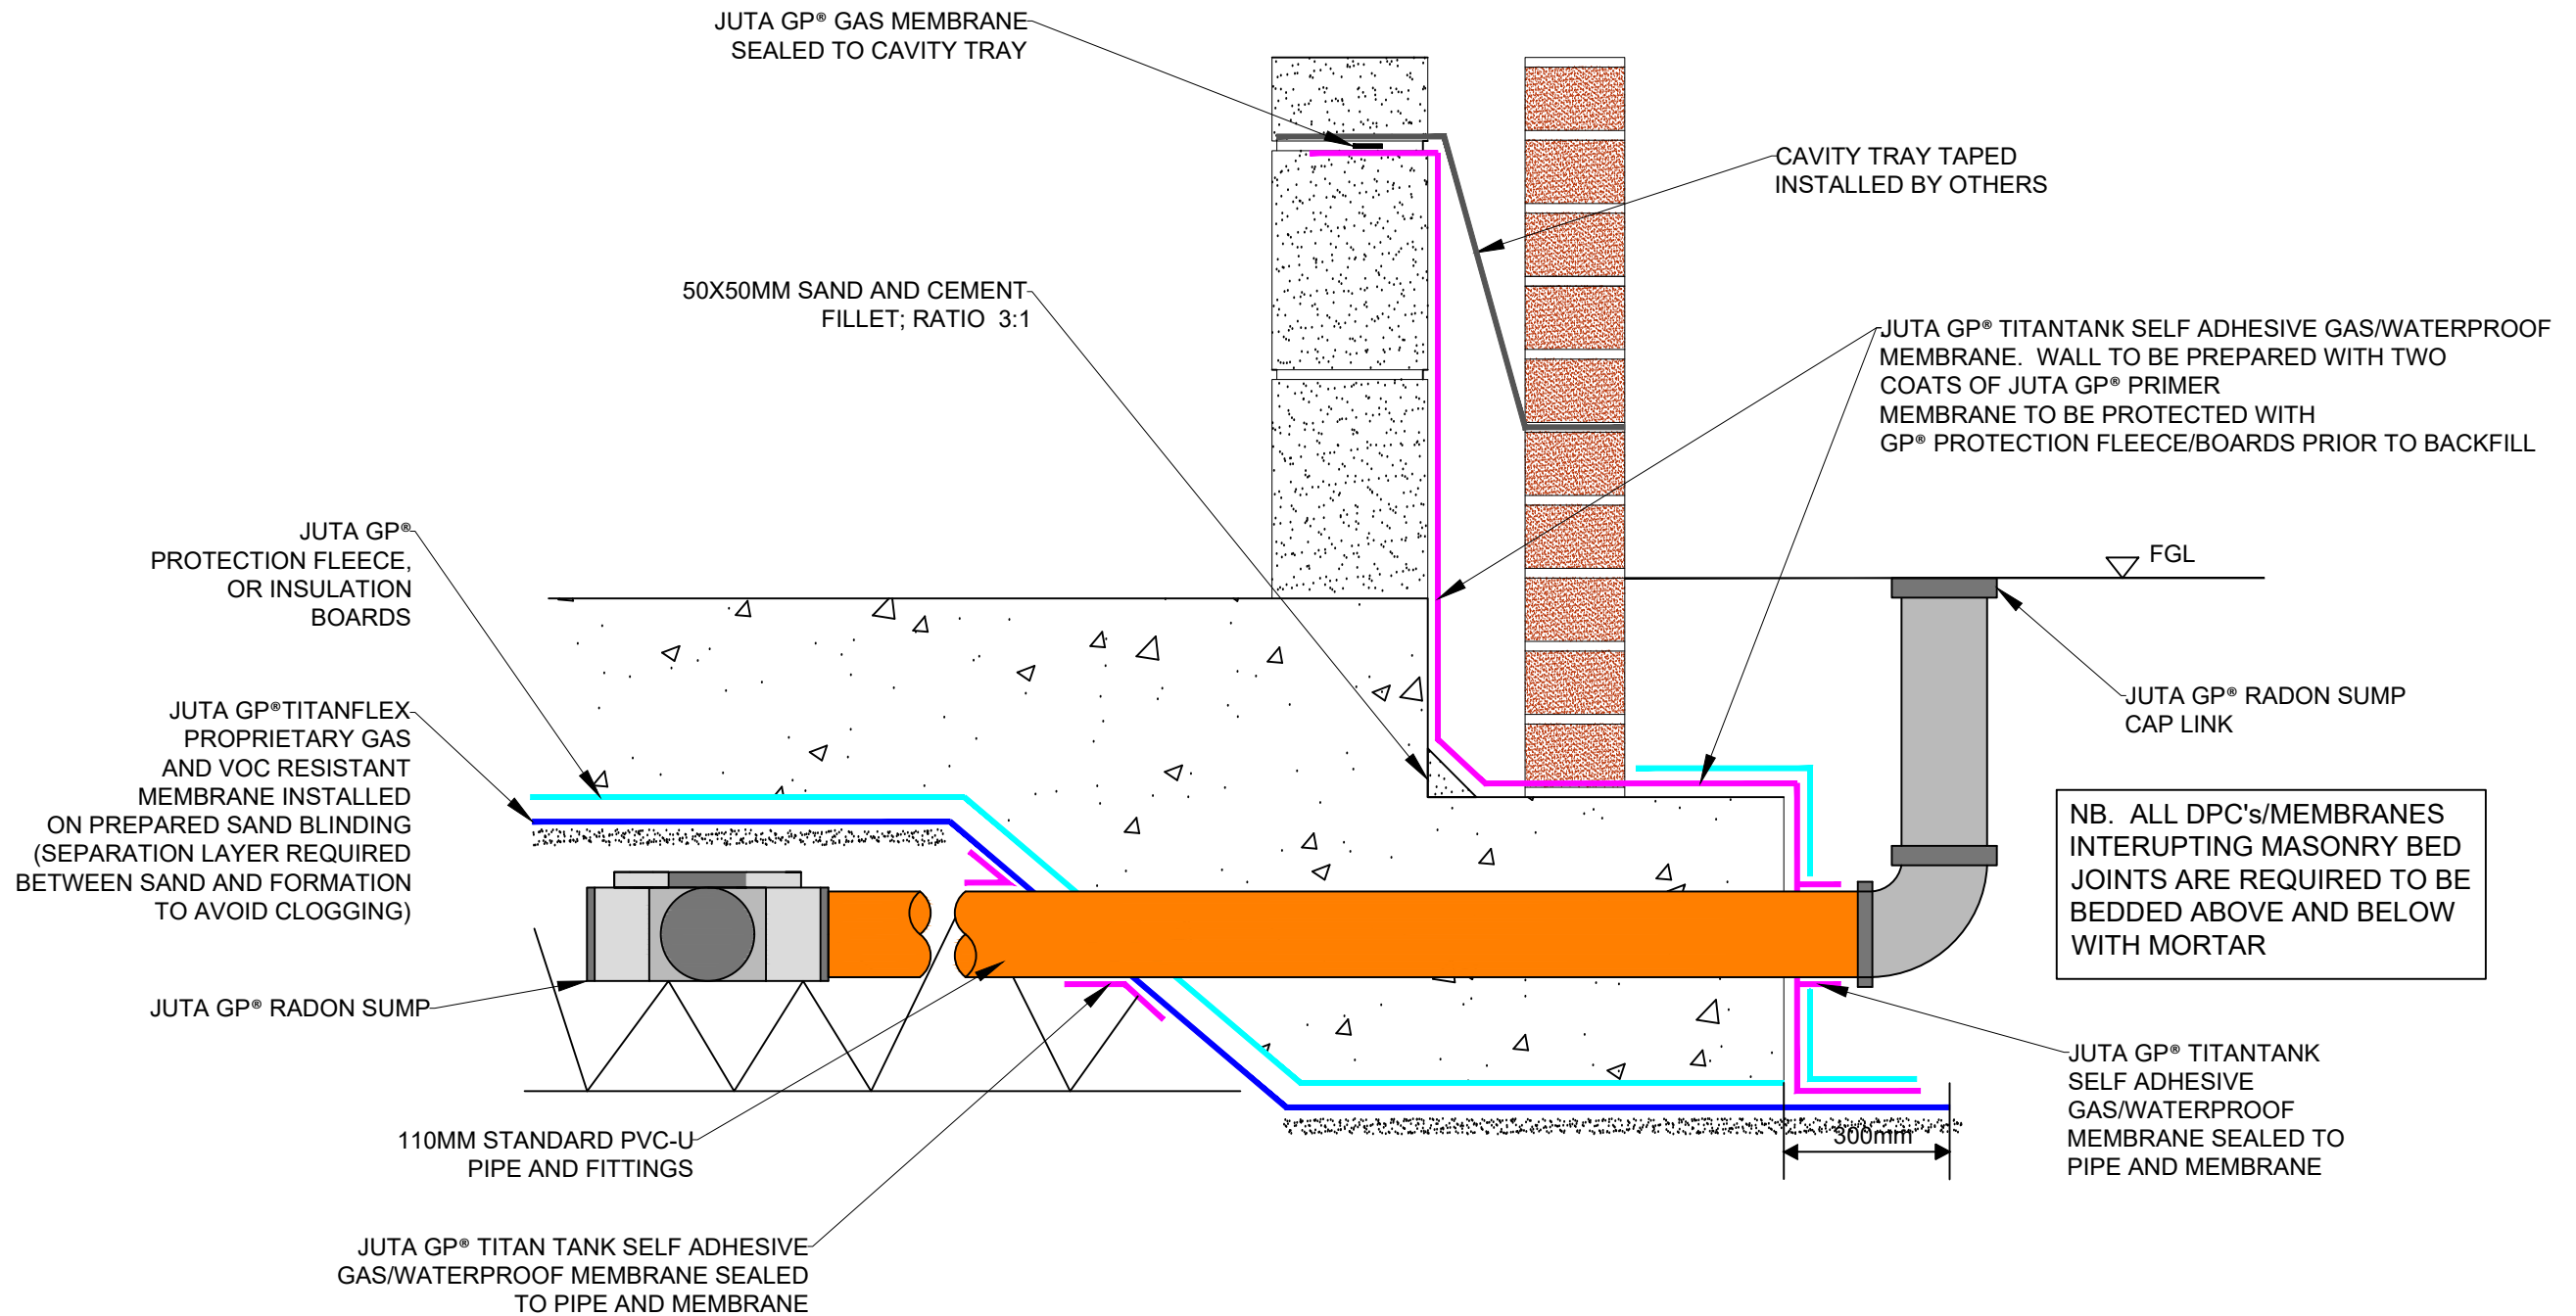 JUTA GP® GAS MEMBRANE
SEALED TO CAVITY TRAY
CAVITY TRAY TAPED
INSTALLED BY OTHERS
50X50MM SAND AND CEMENT
FILLET; RATIO 3:1
JUTA GP® TITANTANK SELF ADHESIVE GAS/WATERPROOF
MEMBRANE. WALL TO BE PREPARED WITH TWO
COATS OF JUTA GP® PRIMER
MEMBRANE TO BE PROTECTED WITH
GP® PROTECTION FLEECE/BOARDS PRIOR TO BACKFILL
JUTA GP®
PROTECTION FLEECE,
OR INSULATION
BOARDS
FGL
JUTA GP® RADON SUMP
CAP LINK
JUTA GP®TITANFLEX
PROPRIETARY GAS
AND VOC RESISTANT
MEMBRANE INSTALLED
ON PREPARED SAND BLINDING
(SEPARATION LAYER REQUIRED
BETWEEN SAND AND FORMATION
TO AVOID CLOGGING)
NB. ALL DPC's/MEMBRANES
INTERUPTING MASONRY BED
JOINTS ARE REQUIRED TO BE
BEDDED ABOVE AND BELOW
WITH MORTAR
JUTA GP® RADON SUMP
JUTA GP® TITANTANK
SELF ADHESIVE
GAS/WATERPROOF
MEMBRANE SEALED TO
PIPE AND MEMBRANE
300mm
110MM STANDARD PVC-U
PIPE AND FITTINGS
JUTA GP® TITAN TANK SELF ADHESIVE
GAS/WATERPROOF MEMBRANE SEALED
TO PIPE AND MEMBRANE